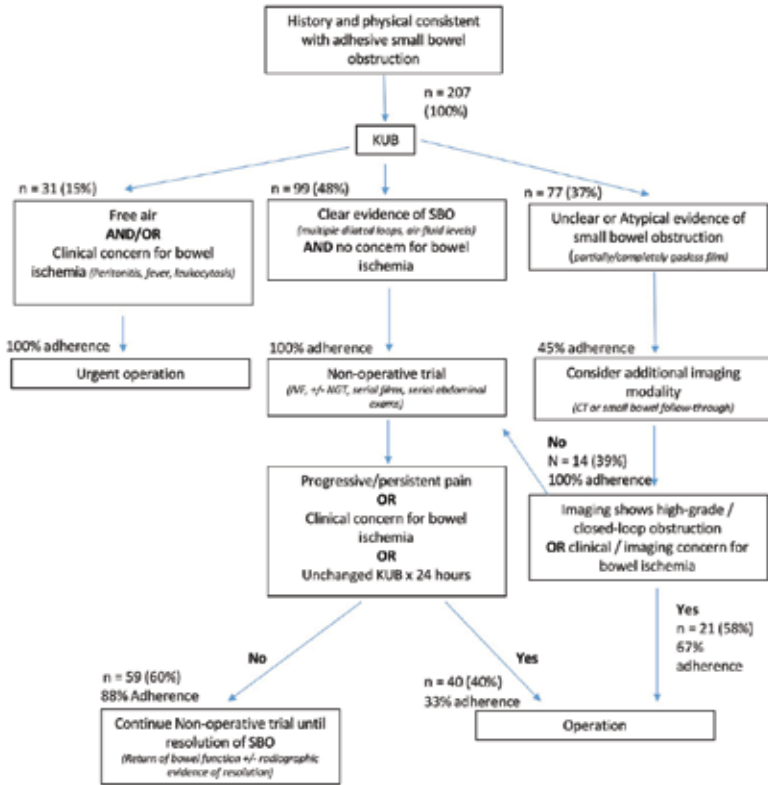 History and physical consistent
with adhesive small bowel
obstruction
n = 207
(100%)
KUB
n = 31 (15%)
n = 99 (48%)
n = 77 (37%)
Free air
AND/OR
Clinical concern for bowel
ischemia (Peritonitis, fever, leukocytosis)
Clear evidence of SBO
(multiple dilated loops, air-fluid levels)
AND no concern for bowel
ischemia
Unclear or Atypical evidence of
small bowel obstruction
(partially/completely gasless film)
100% adherence
100% adherence
45% adherence
Urgent operation
Non-operative trial
(IVF, +/- NGT, serial films, serial abdominal
exams)
Consider additional imaging
modality
(CT or small bowel follow-through)
No
N = 14 (39%)
100% adherence
Progressive/persistent pain
OR
Clinical concern for bowel
ischemia
OR
Unchanged KUB x 24 hours
Imaging shows high-grade /
closed-loop obstruction
OR clinical / imaging concern for
bowel ischemia
No
n = 59 (60%)
88% Adherence
Yes
n = 40 (40%)
33% adherence
Yes
n = 21 (58%)
67%
adherence
Continue Non-operative trial until
resolution of SBO
(Return of bowel function +/- radiographic
evidence of resolution)
Operation